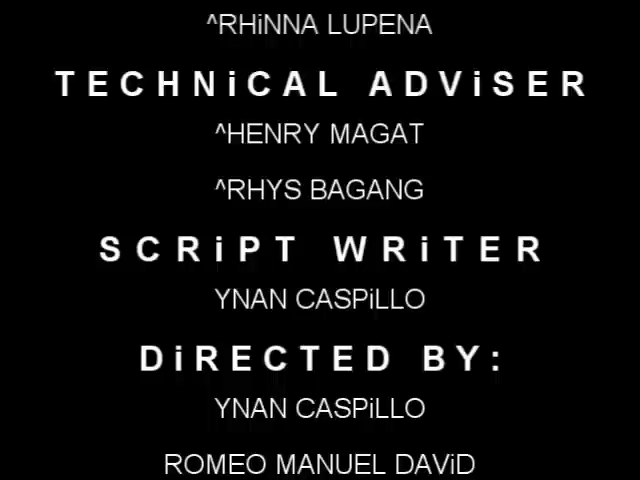 ^RHiNNA LUPENA
TECHNiCAL ADViSER
^HENRY MAGAT
^RHYS BAGANG
SCRiPT WRiTER
YNAN CASPiLLO
DiRECTED BY:
YNAN CASPiLLO
ROMEO MANUEL DAViD